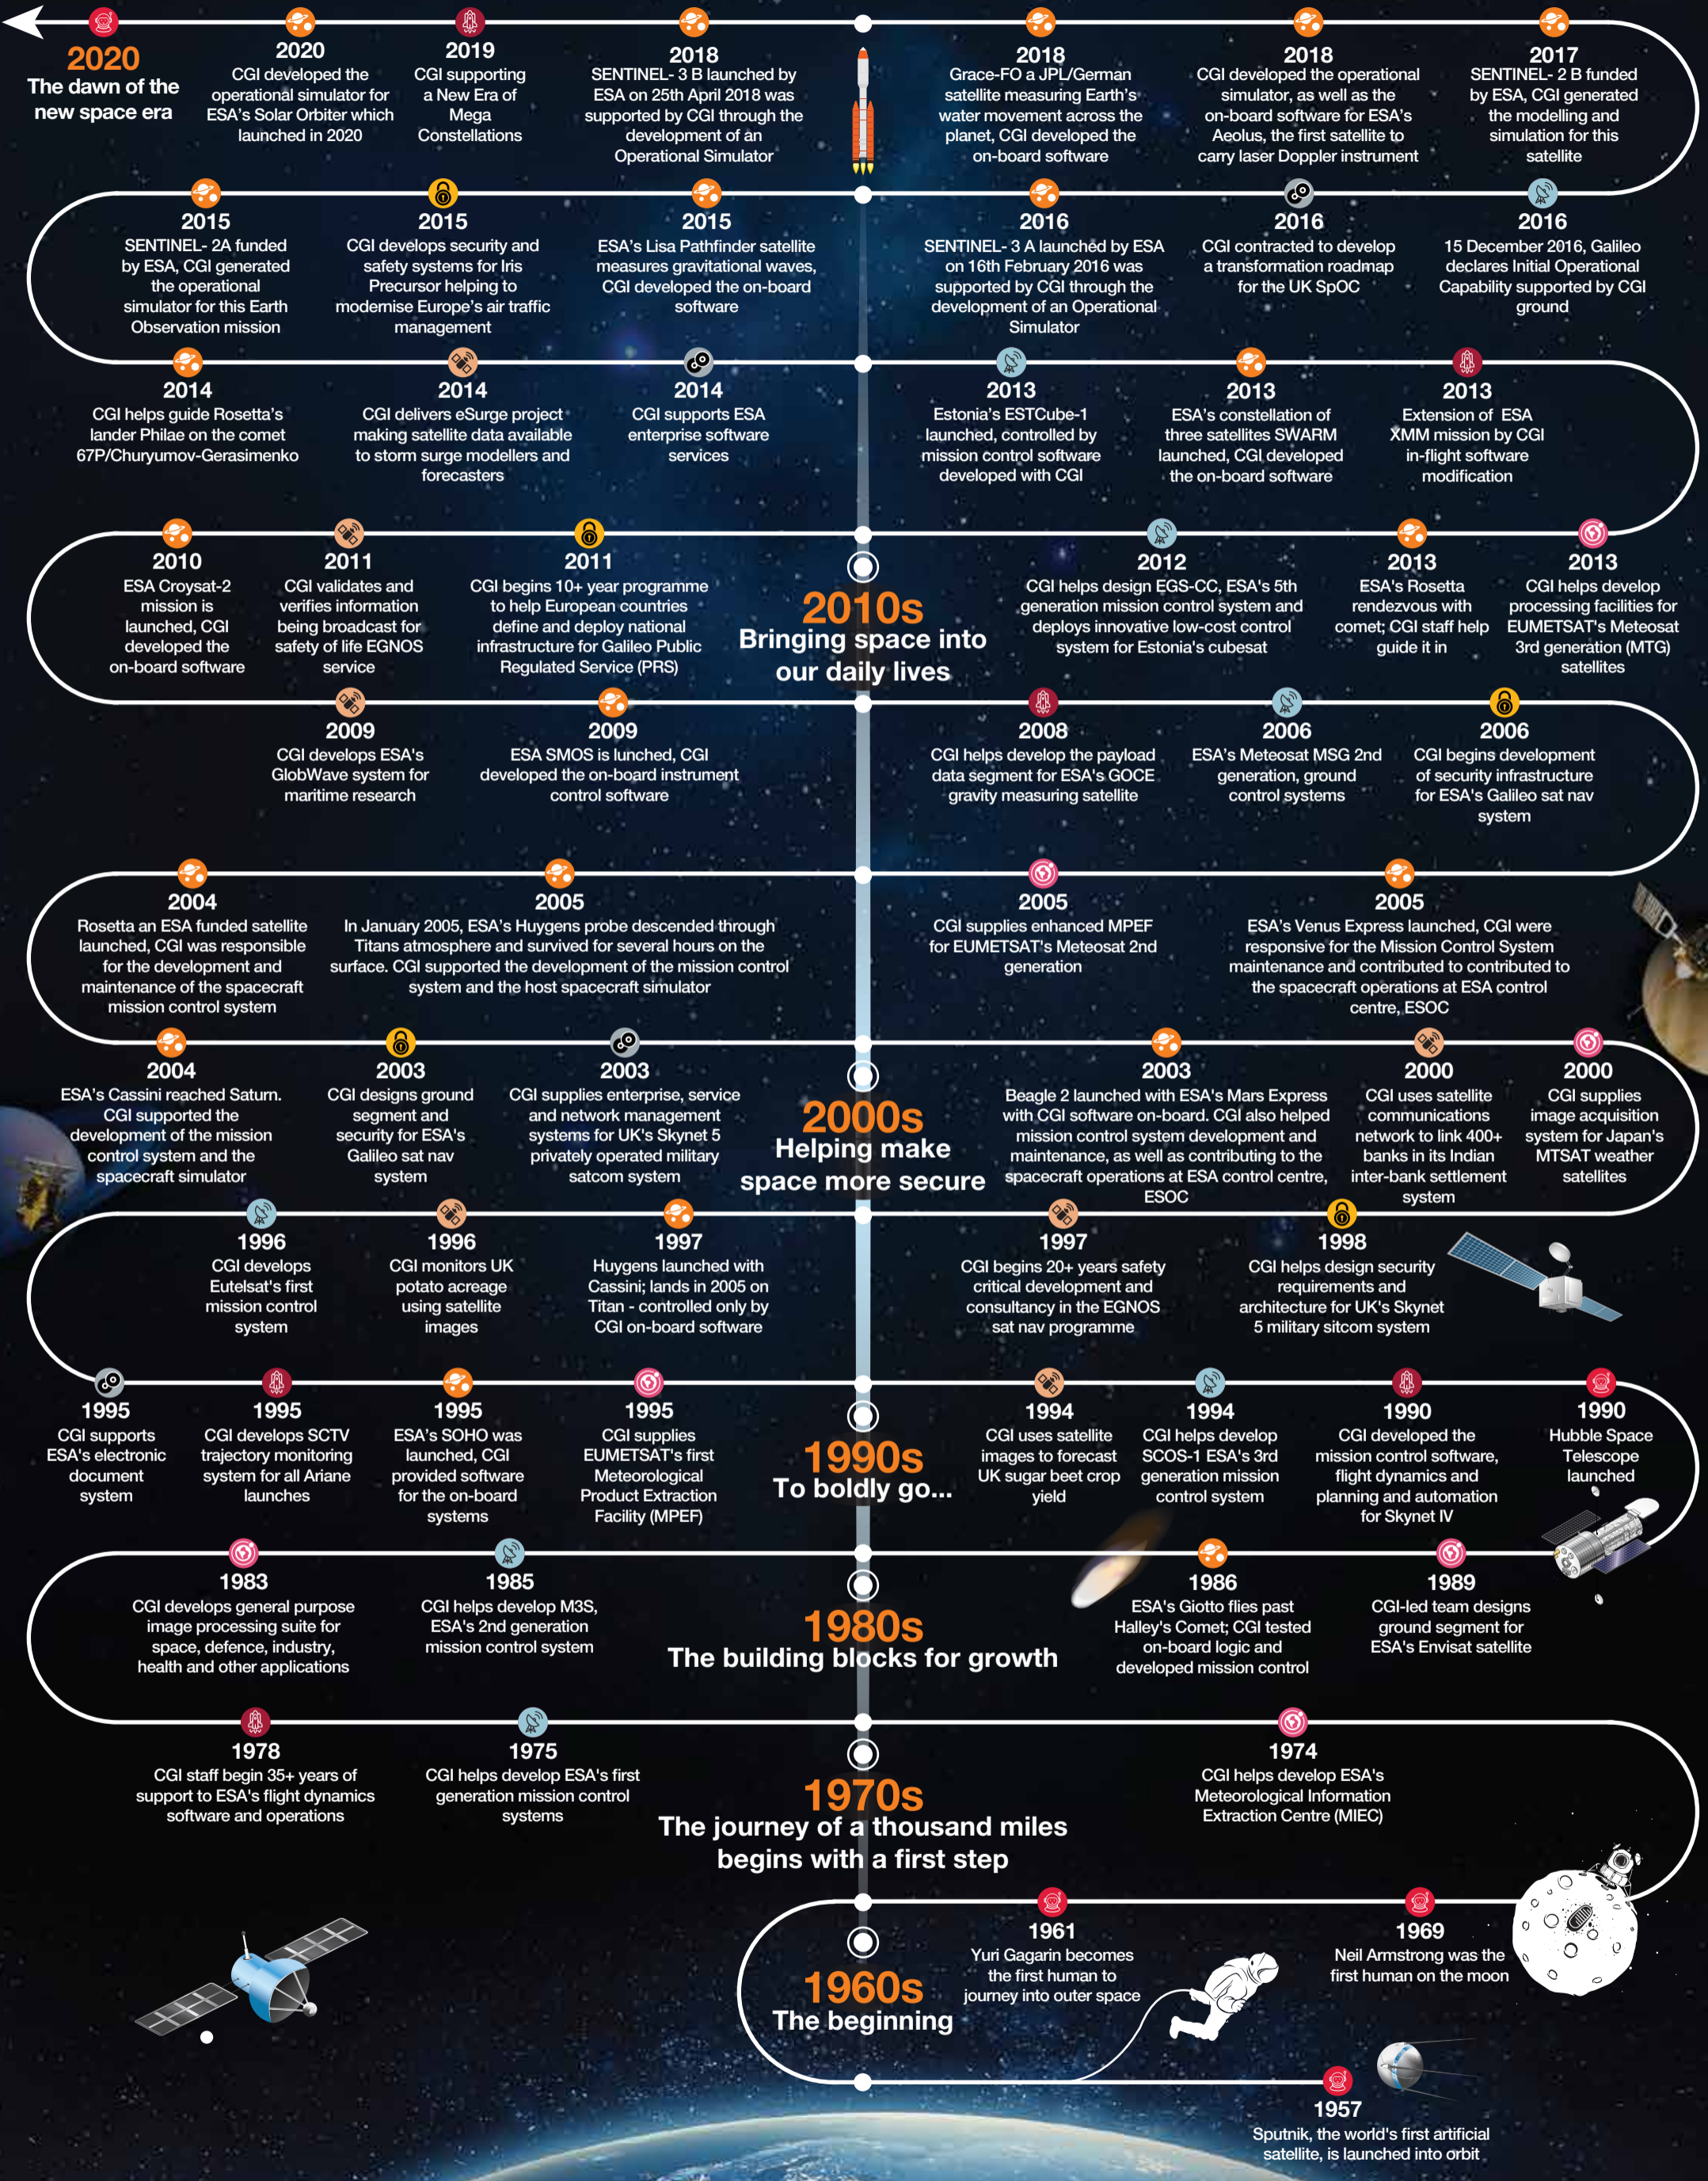 2020
The dawn of the
new space era
2020
CGI developed the
operational simulator for
ESA's Solar Orbiter which
launched in 2020
2019
CGI supporting
a New Era of
Mega
Constellations
2018
SENTINEL- 3 B launched by
ESA on 25th April 2018 was
supported by CGI through the
development of an
Operational Simulator
2018
Grace-FO a JPL/German
satellite measuring Earth's
water movement across the
planet, CGI developed the
on-board software
2018
CGI developed the operational
simulator, as well as the
on-board software for ESA's
Aeolus, the first satellite to
carry laser Doppler instrument
2017
SENTINEL- 2 B funded
by ESA, CGI generated
the modelling and
simulation for this
satellite
2015
SENTINEL- 2A funded
by ESA, CGI generated
the operational
simulator for this Earth
Observation mission
2015
CGI develops security and
safety systems for Iris
Precursor helping to
modernise Europe's air traffic
management
2015
ESA's Lisa Pathfinder satellite
measures gravitational waves,
CGI developed the on-board
software
2016
SENTINEL- 3 A launched by ESA
on 16th February 2016 was
supported by CGI through the
development of an Operational
Simulator
2016
CGI contracted to develop
a transformation roadmap
for the UK SpOC
2016
15 December 2016, Galileo
declares Initial Operational
Capability supported by CGI
ground
2014
CGI helps guide Rosetta's
lander Philae on the comet
67P/Churyumov-Gerasimenko
2014
CGI delivers eSurge project
making satellite data available
to storm surge modellers and
forecasters
2014
CGI supports ESA
enterprise software
services
2013
Estonia's ESTCube-1
launched, controlled by
mission control software
developed with CGI
2013
ESA's constellation of
three satellites SWARM
launched, CGI developed
the on-board software
2013
Extension of ESA
XMM mission by CGI
in-flight software
modification
2010
ESA Croysat-2
mission is
launched, CGI
developed the
on-board software
2011
CGI validates and
verifies information
being broadcast for
safety of life EGNOS
service
2011
CGI begins 10+ year programme
to help European countries
define and deploy national
infrastructure for Galileo Public
Regulated Service (PRS)
2010s
Bringing space into
our daily lives
2012
CGI helps design EGS-CC, ESA's 5th
generation mission control system and
deploys innovative low-cost control
system for Estonia's cubesat
2013
ESA's Rosetta
rendezvous with
comet; CGI staff help
guide it in
2013
CGI helps develop
processing facilities for
EUMETSAT's Meteosat
3rd generation (MTG)
satellites
2009
CGI develops ESA's
GlobWave system for
maritime research
2009
ESA SMOS is lunched, CGI
developed the on-board instrument
control software
2008
CGI helps develop the payload
data segment for ESA's GOCE
gravity measuring satellite
2006
ESA's Meteosat MSG 2nd
generation, ground
control systems
2006
CGI begins development
of security infrastructure
for ESA's Galileo sat nav
system
2004
Rosetta an ESA funded satellite
launched, CGI was responsible
for the development and
maintenance of the spacecraft
mission control system
2005
In January 2005, ESA's Huygens probe descended through
Titans atmosphere and survived for several hours on the
surface. CGI supported the development of the mission control
system and the host spacecraft simulator
2005
CGI supplies enhanced MPEF
for EUMETSAT's Meteosat 2nd
generation
2005
ESA's Venus Express launched, CGI were
responsive for the Mission Control System
maintenance and contributed to contributed to
the spacecraft operations at ESA control
centre, ESOC
2004
ESA's Cassini reached Saturn.
CGI supported the
development of the mission
control system and the
spacecraft simulator
2003
CGI designs ground
segment and
security for ESA's
Galileo sat nav
system
2003
CGI supplies enterprise, service
and network management
systems for UK's Skynet 5
privately operated military
satcom system
2000s
Helping make
space more secure
2003
Beagle 2 launched with ESA's Mars Express
with CGI software on-board. CGI also helped
mission control system development and
maintenance, as well as contributing to the
spacecraft operations at ESA control centre,
ESOC
2000
CGI uses satellite
communications
network to link 400+
banks in its Indian
inter-bank settlement
system
2000
CGI supplies
image acquisition
system for Japan's
MTSAT weather
satellites
1996
CGI develops
Eutelsat's first
mission control
system
1996
CGI monitors UK
potato acreage
using satellite
images
1997
Huygens launched with
Cassini; lands in 2005 on
Titan - controlled only by
CGI on-board software
1997
CGI begins 20+ years safety
critical development and
consultancy in the EGNOS
sat nav programme
1998
CGI helps design security
requirements and
architecture for UK's Skynet
5 military sitcom system
1995
CGI supports
ESA's electronic
document
system
1995
CGI develops SCTV
trajectory monitoring
system for all Ariane
launches
1995
ESA's SOHO was
launched, CGI
provided software
for the on-board
systems
1995
CGI supplies
EUMETSAT's first
Meteorological
Product Extraction
Facility (MPEF)
1990s
To boldly go...
1994
CGI uses satellite
images to forecast
UK sugar beet crop
yield
1994
CGI helps develop
SCOS-1 ESA's 3rd
generation mission
control system
1990
CGI developed the
mission control software,
flight dynamics and
planning and automation
for Skynet IV
1990
Hubble Space
Telescope
launched
1983
CGI develops general purpose
image processing suite for
space, defence, industry,
health and other applications
1985
CGI helps develop M3S,
ESA's 2nd generation
mission control system
1980s
The building blocks for growth
1986
ESA's Giotto flies past
Halley's Comet; CGI tested
on-board logic and
developed mission control
1989
CGI-led team designs
ground segment for
ESA's Envisat satellite
1978
CGI staff begin 35+ years of
support to ESA's flight dynamics
software and operations
1975
CGI helps develop ESA's first
generation mission control
systems
1970s
The journey of a thousand miles
begins with a first step
1974
CGI helps develop ESA's
Meteorological Information
Extraction Centre (MIEC)
1960s
The beginning
1961
Yuri Gagarin becomes
the first human to
journey into outer space
1969
Neil Armstrong was the
first human on the moon
1957
Sputnik, the world's first artificial
satellite, is launched into orbit